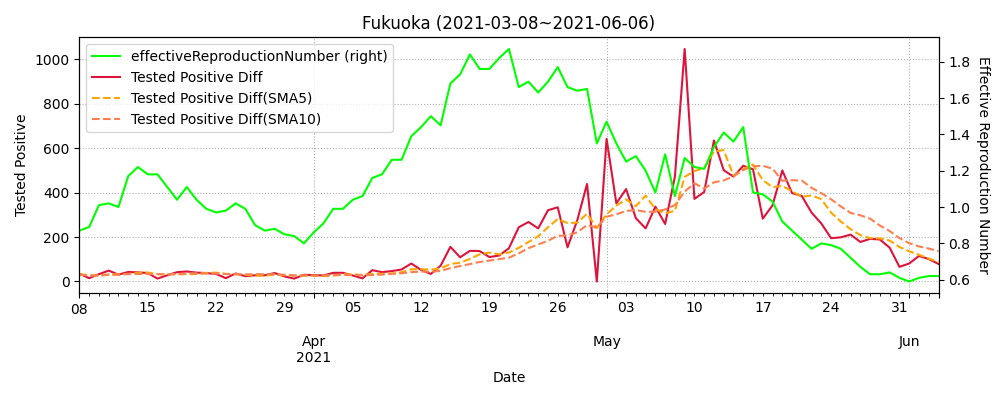 Fukuoka (2021-03-08~2021-06-06)
effectiveReproductionNumber (right)
Tested Positive Diff
Tested Positive Diff(SMA5)
Tested Positive Diff(SMA10)
Tested Positive
1000
800
600
400
200
0
Effective Reproduction Number
1.8
1.6
1.4
1.2
1.0
0.8
0.6
08 15 22 29 05 12 19 26 03 10 17 24 31
Apr May Jun
2021
Date